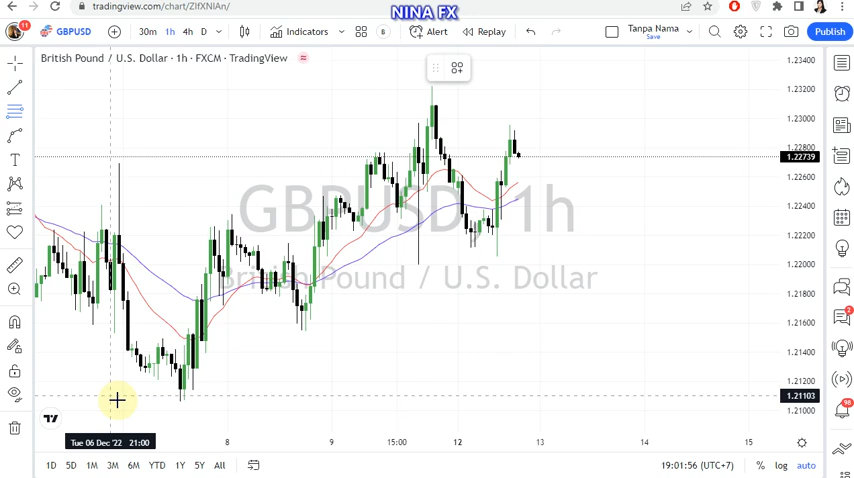 tradingview.com/chart/ZIfXNIAn/
NINA FX
11
GBPUSD
30m 1h 4h D
Indicators
8
Alert
Replay
Tanpa Nama
Save
Publish
British Pound / U.S. Dollar · 1h · FXCM · TradingView
GBPUSD, 1h
British Pound / U.S. Dollar
1.23400
1.23200
1.23000
1.22800
1.22739
1.22600
1.22400
1.22200
1.22000
1.21800
1.21600
1.21400
1.21200
1.21103
1.21000
2
98
Tue 06 Dec '22 21:00
8 9 15:00 12 13 14 15
1D 5D 1M 3M 6M YTD 1Y 5Y All
19:01:56 (UTC+7)
% log auto